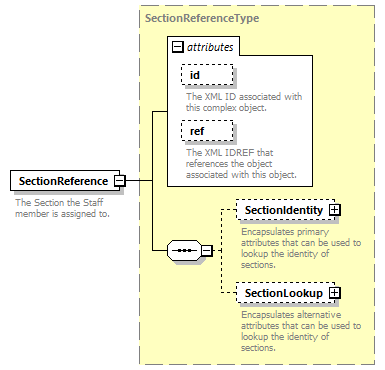 SectionReferenceType
attributes
id
The XML ID associated with
this complex object.
ref
The XML IDREF that
references the object
associated with this object.
SectionReference
The Section the Staff
member is assigned to.
SectionIdentity
Encapsulates primary
attributes that can be used to
lookup the identity of
sections.
SectionLookup
Encapsulates alternative
attributes that can be used to
lookup the identity of
sections.